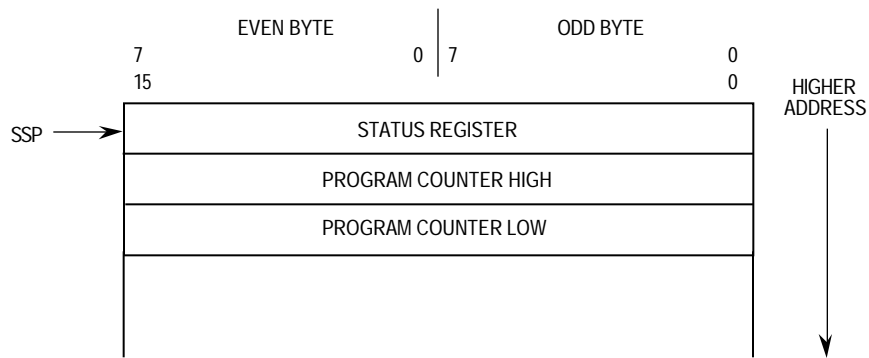 EVEN BYTE ODD BYTE
7 0 7 0
15 0
HIGHER
ADDRESS
SSP STATUS REGISTER
PROGRAM COUNTER HIGH
PROGRAM COUNTER LOW